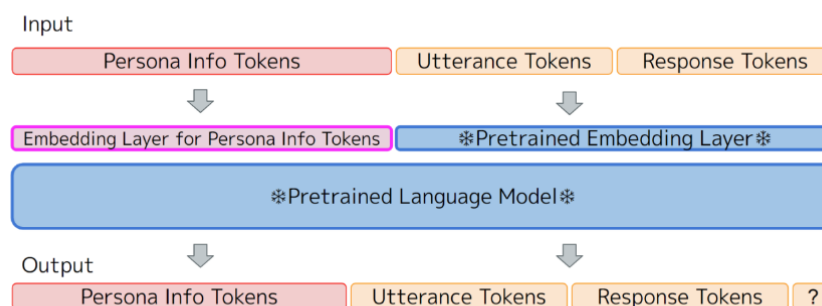 Input
Persona Info Tokens Utterance Tokens Response Tokens
Embedding Layer for Persona Info Tokens ❄Pretrained Embedding Layer❄
❄Pretrained Language Model❄
Output
Persona Info Tokens Utterance Tokens Response Tokens ?